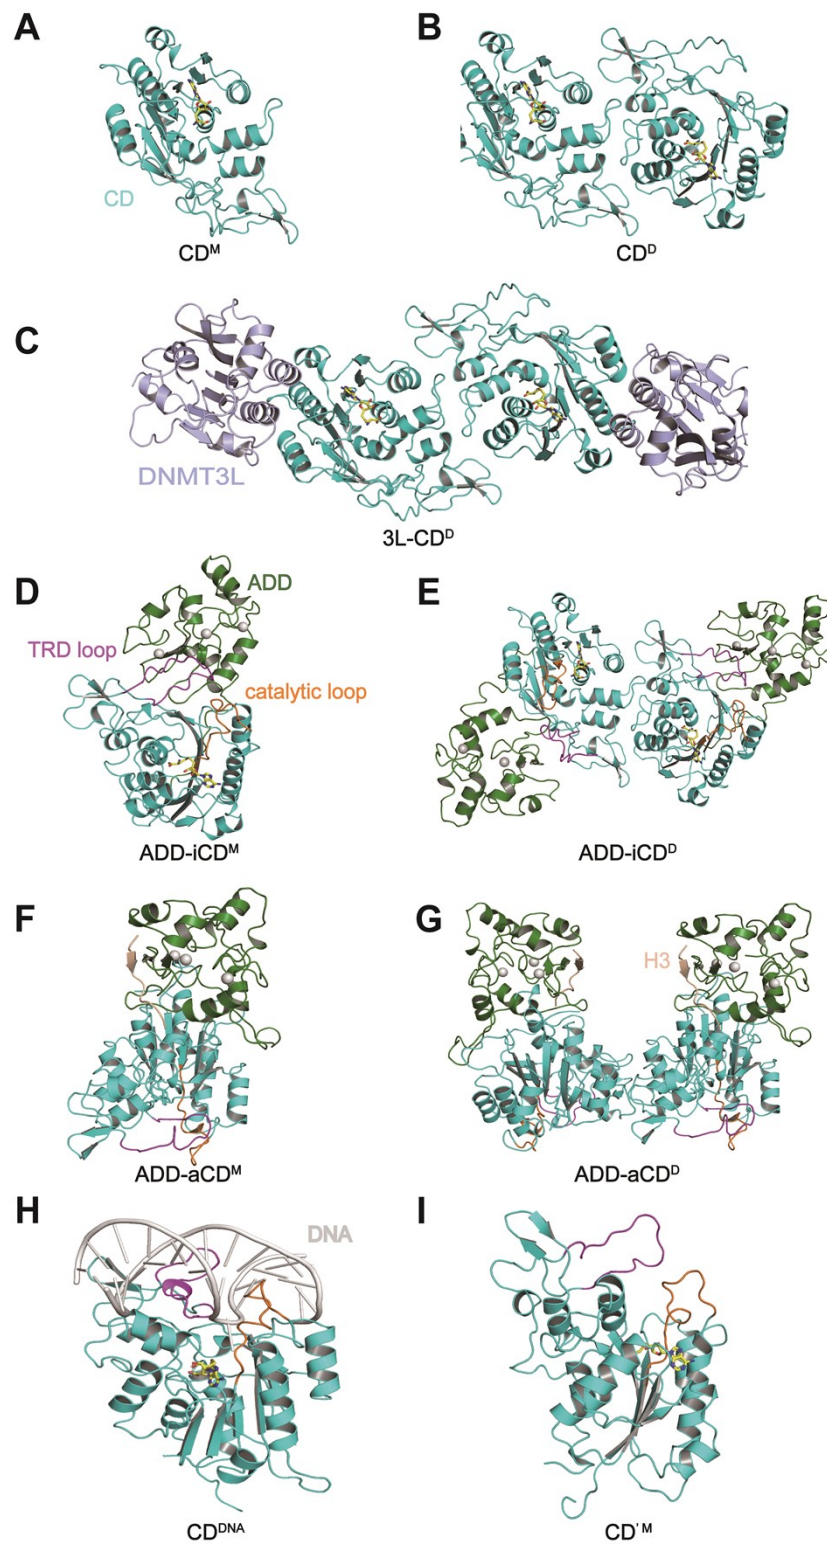 A
B
CD
CDᴹ
CDᴰ
C
DNMT3L
3L-CDᴰ
D
E
ADD
TRD loop
catalytic loop
ADD-iCDᴹ
ADD-iCDᴰ
F
G
H3
ADD-aCDᴹ
ADD-aCDᴰ
H
I
DNA
CDᴰᴺᴬ
CD'ᴹ